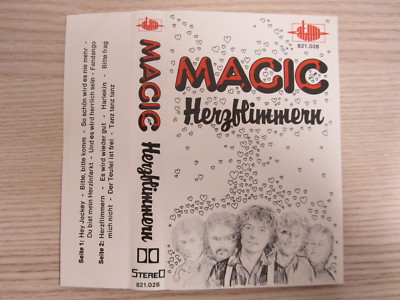 Seite 1: Hey Jockey - Bitte, bitte komm - So schön wird es nie mehr -
Du bist mein Herzinfarkt - Und es wird herrlich sein - Fandango
Seite 2: Herzflimmern - Es wird wieder gut - Harlekin - Bitte frag
mich nicht - Der Teufel ist frei - Tanz tanz tanz
MAGIC
Herzflimmern
STEREO
821.028
821.028
MAGIC
Herzflimmern